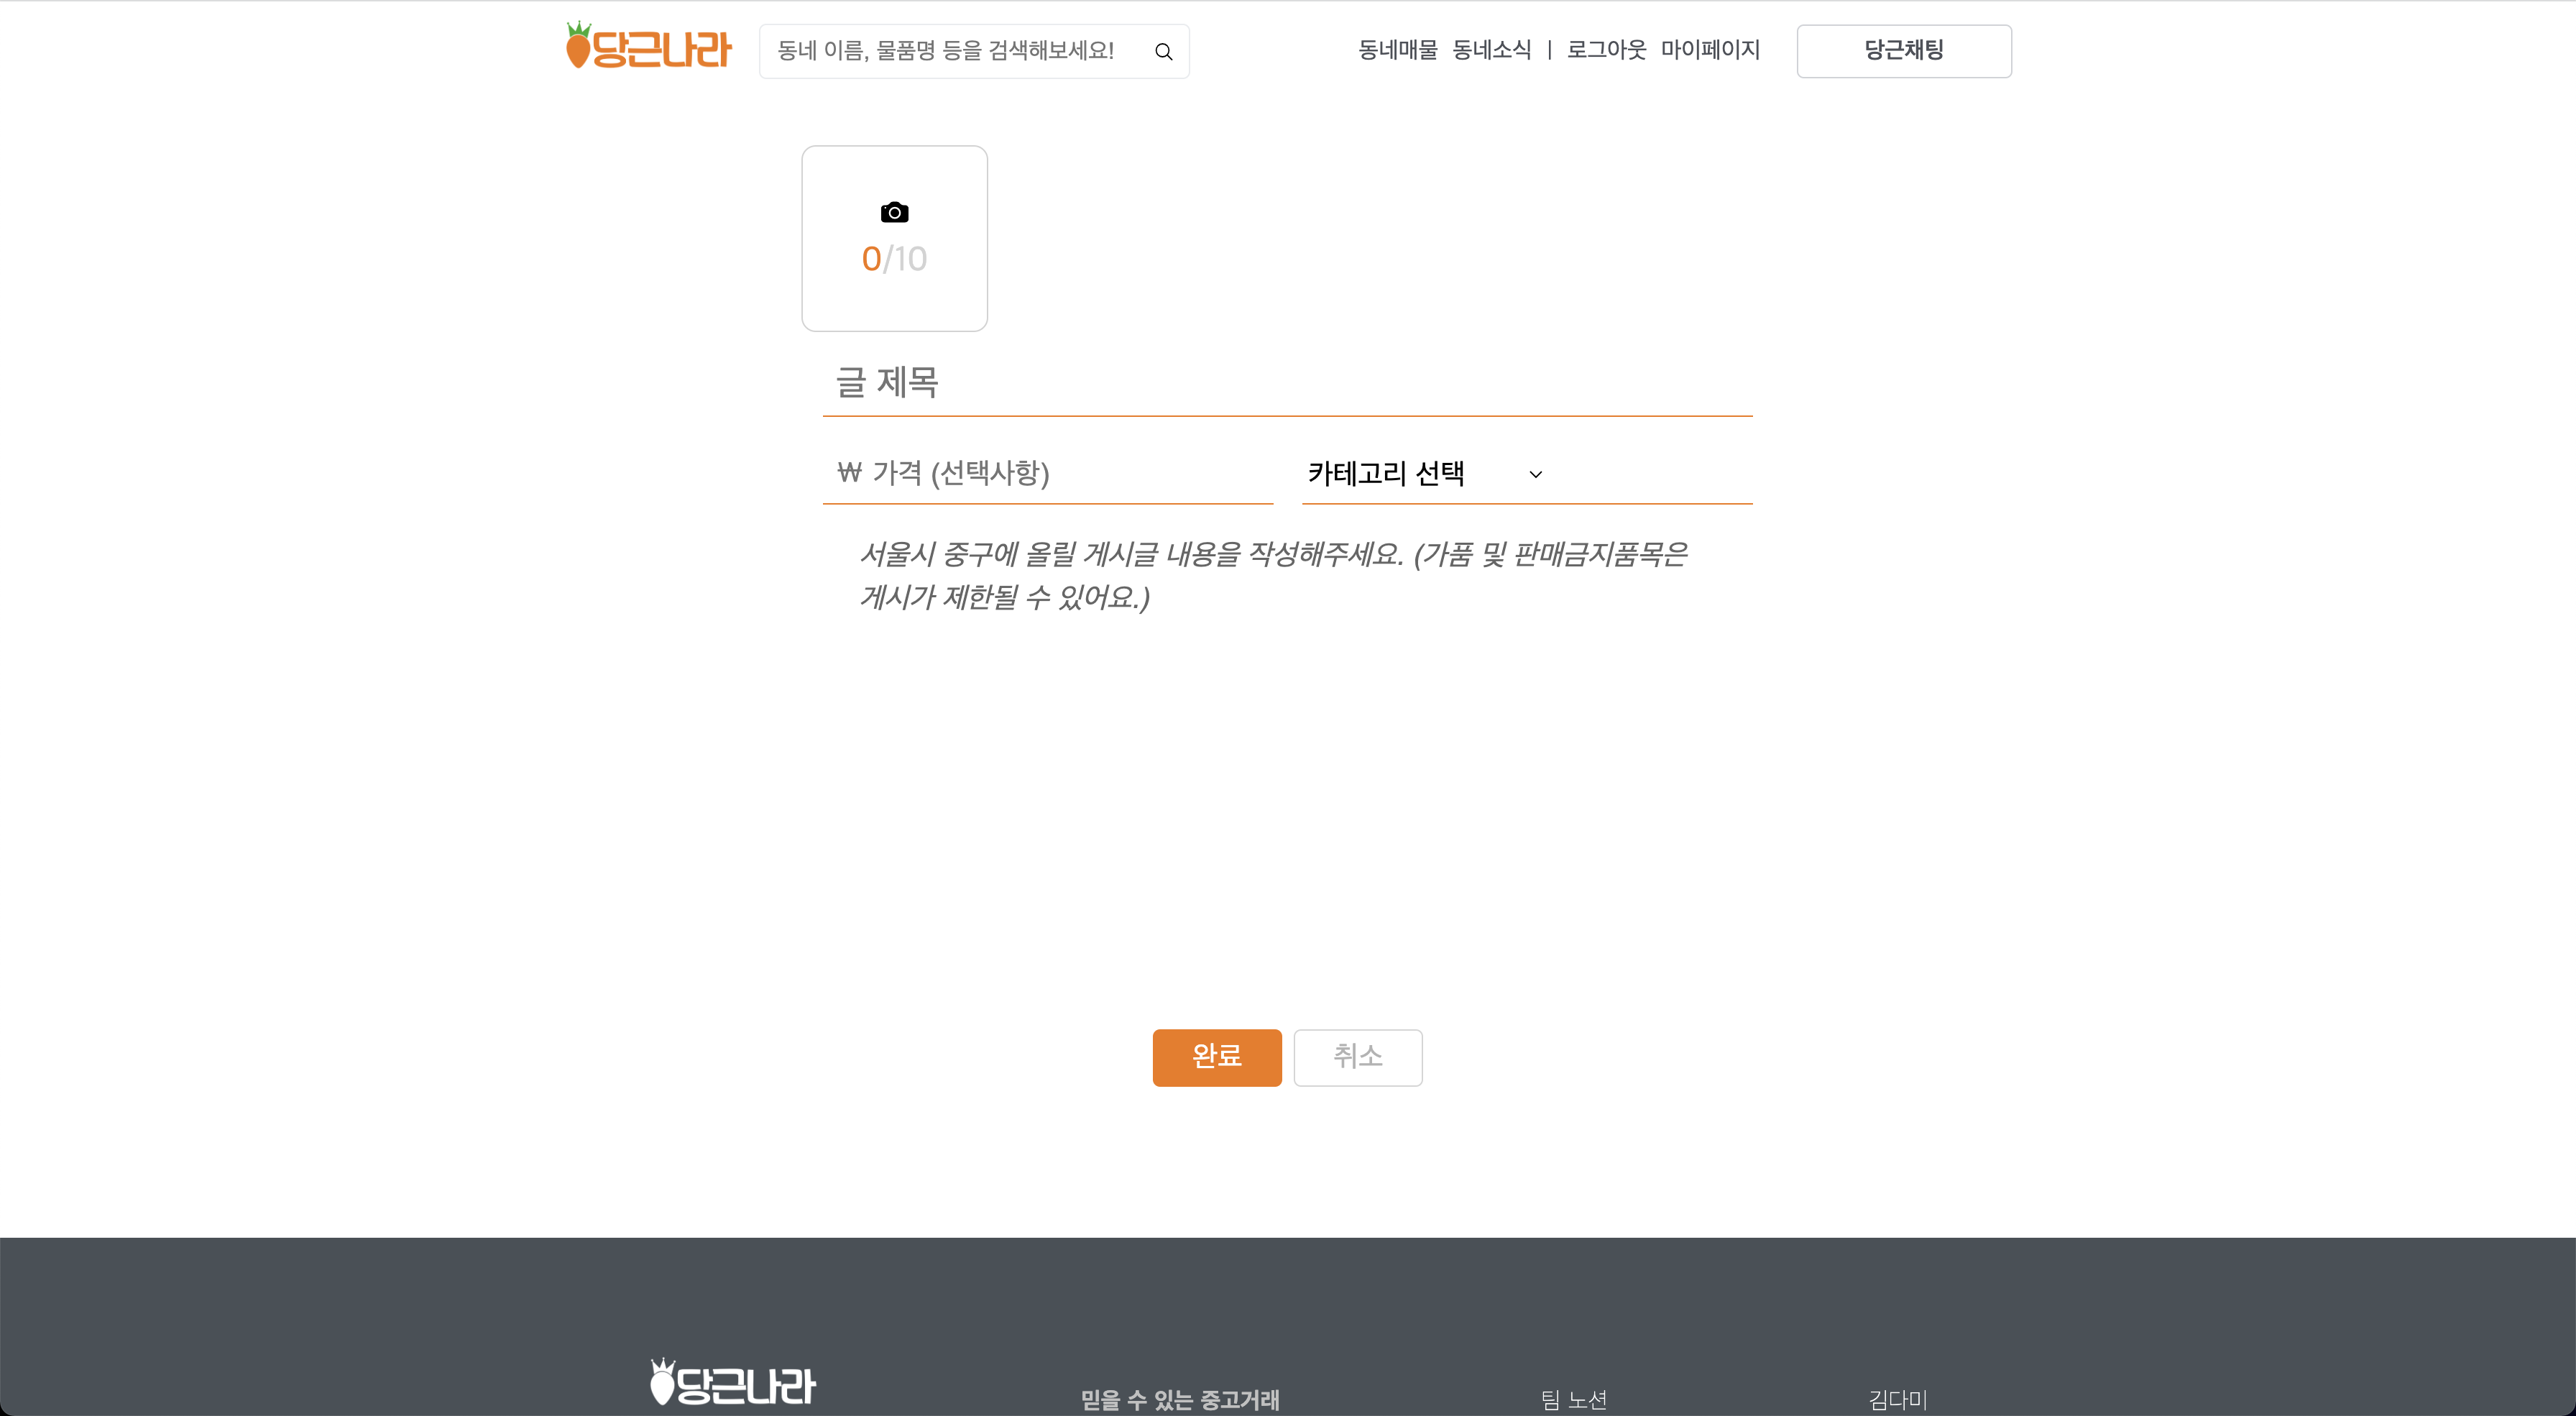 당근나라
동네 이름, 물품명 등을 검색해보세요!
동네매물 동네소식 | 로그아웃 마이페이지
당근채팅
0/10
글 제목
₩ 가격 (선택사항)
카테고리 선택
서울시 중구에 올릴 게시글 내용을 작성해주세요. (가품 및 판매금지품목은
게시가 제한될 수 있어요.)
완료
취소
당근나라
믿을 수 있는 중고거래
팀 노션
김다미